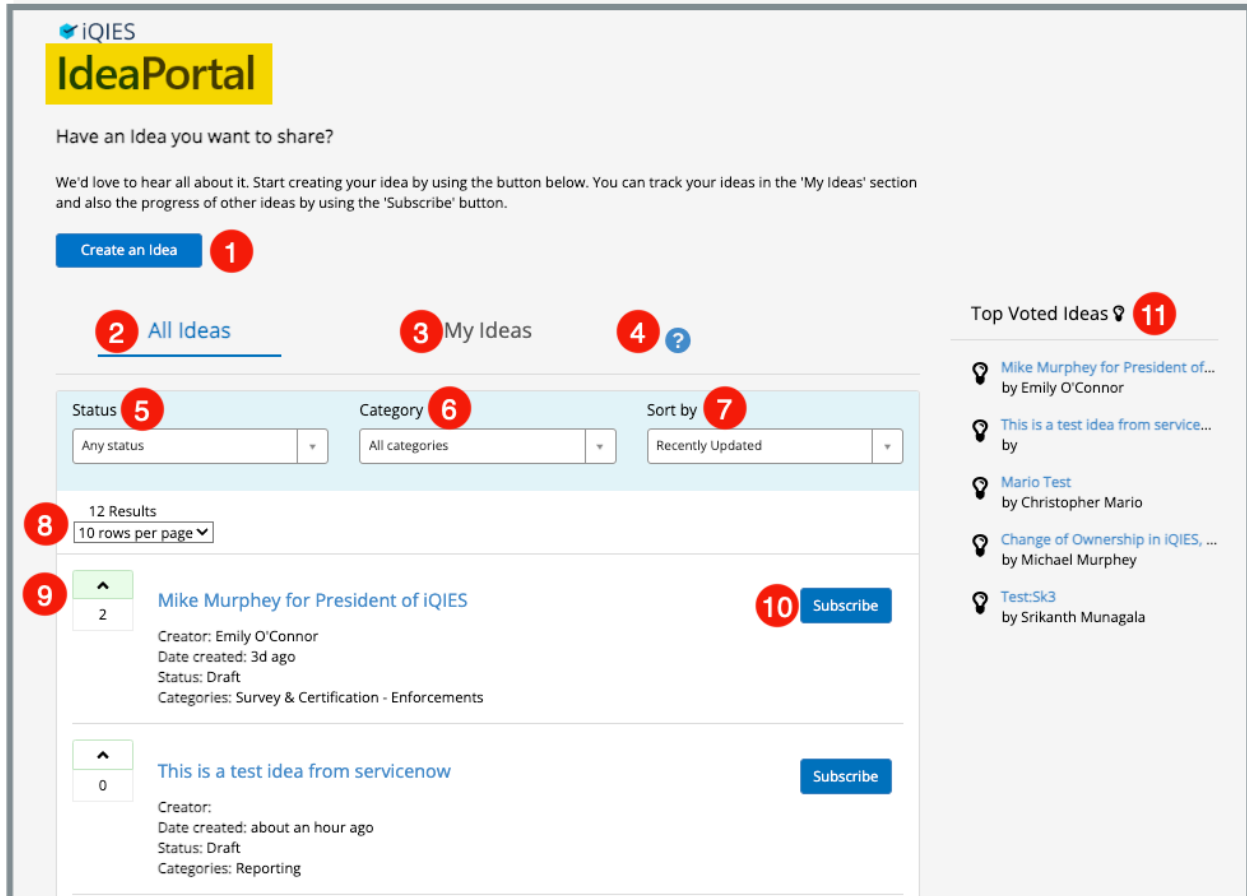 iQIES
IdeaPortal
Have an Idea you want to share?
We'd love to hear all about it. Start creating your idea by using the button below. You can track your ideas in the 'My Ideas' section
and also the progress of other ideas by using the 'Subscribe' button.
Create an Idea 1
2 All Ideas 3 My Ideas 4 ?
Status 5 Category 6 Sort by 7
Any status All categories Recently Updated
12 Results
8 10 rows per page
9 2
Mike Murphey for President of iQIES 10 Subscribe
Creator: Emily O'Connor
Date created: 3d ago
Status: Draft
Categories: Survey & Certification - Enforcements
0
This is a test idea from servicenow Subscribe
Creator:
Date created: about an hour ago
Status: Draft
Categories: Reporting
Top Voted Ideas 11
Mike Murphey for President of...
by Emily O'Connor
This is a test idea from service...
by
Mario Test
by Christopher Mario
Change of Ownership in iQIES, ...
by Michael Murphey
Test:Sk3
by Srikanth Munagala